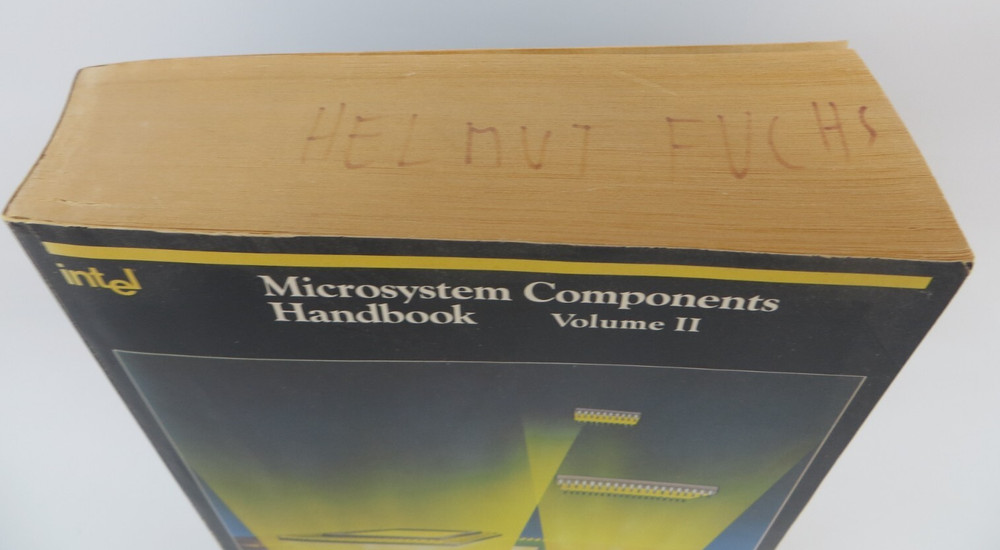 HELMUT FUCHS
intel
Microsystem Components
Handbook Volume II